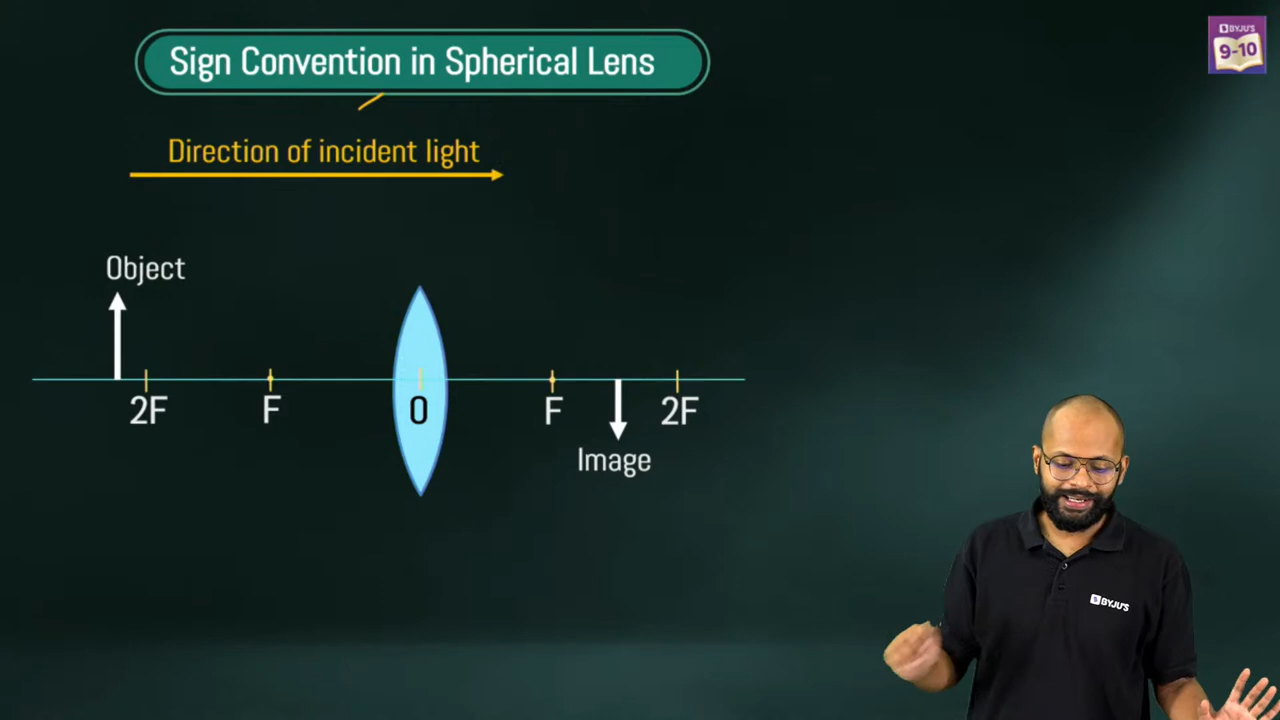 Sign Convention in Spherical Lens
BYJU'S
9-10
Direction of incident light
Object
2F F O F 2F
Image
BYJU'S